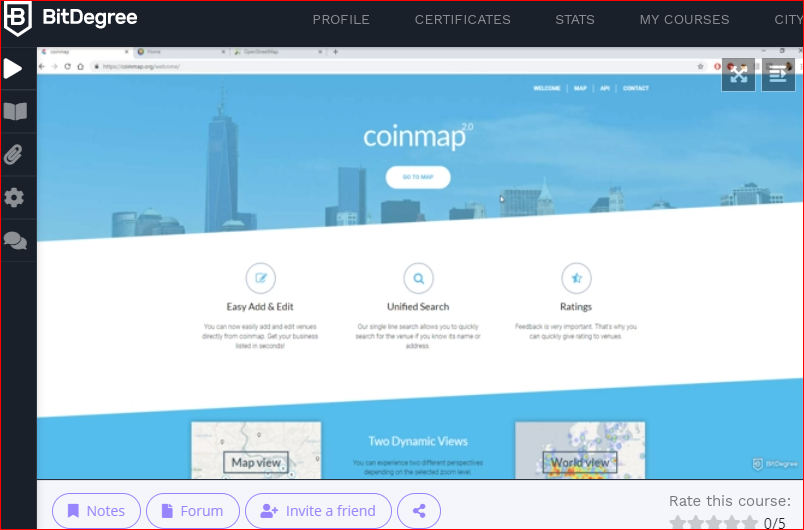 BitDegree
PROFILE CERTIFICATES STATS MY COURSES CITY
coinmap Home OpenStreetMap
https://coinmap.org/welcome/
WELCOME MAP API CONTACT
coinmap 2.0
GO TO MAP
Easy Add & Edit
You can now easily add and edit venues
directly from coinmap. Get your business
listed in seconds!
Unified Search
Our single line search allows you to quickly
search for the venue if you know its name or
address.
Ratings
Feedback is very important. That's why you
can quickly give rating to venues.
Map view
Two Dynamic Views
You can experience two different perspectives
depending on the selected zoom level.
World view
BitDegree
Notes Forum Invite a friend
Rate this course:
0/5